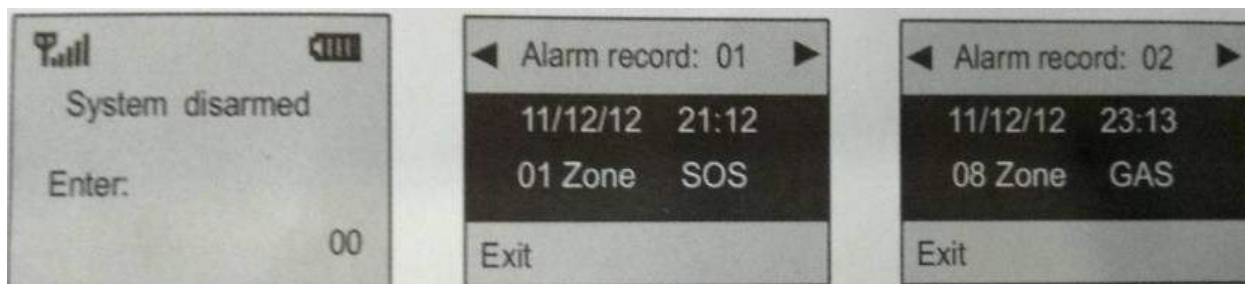 System disarmed
Enter:
00
Alarm record: 01
11/12/12 21:12
01 Zone SOS
Exit
Alarm record: 02
11/12/12 23:13
08 Zone GAS
Exit